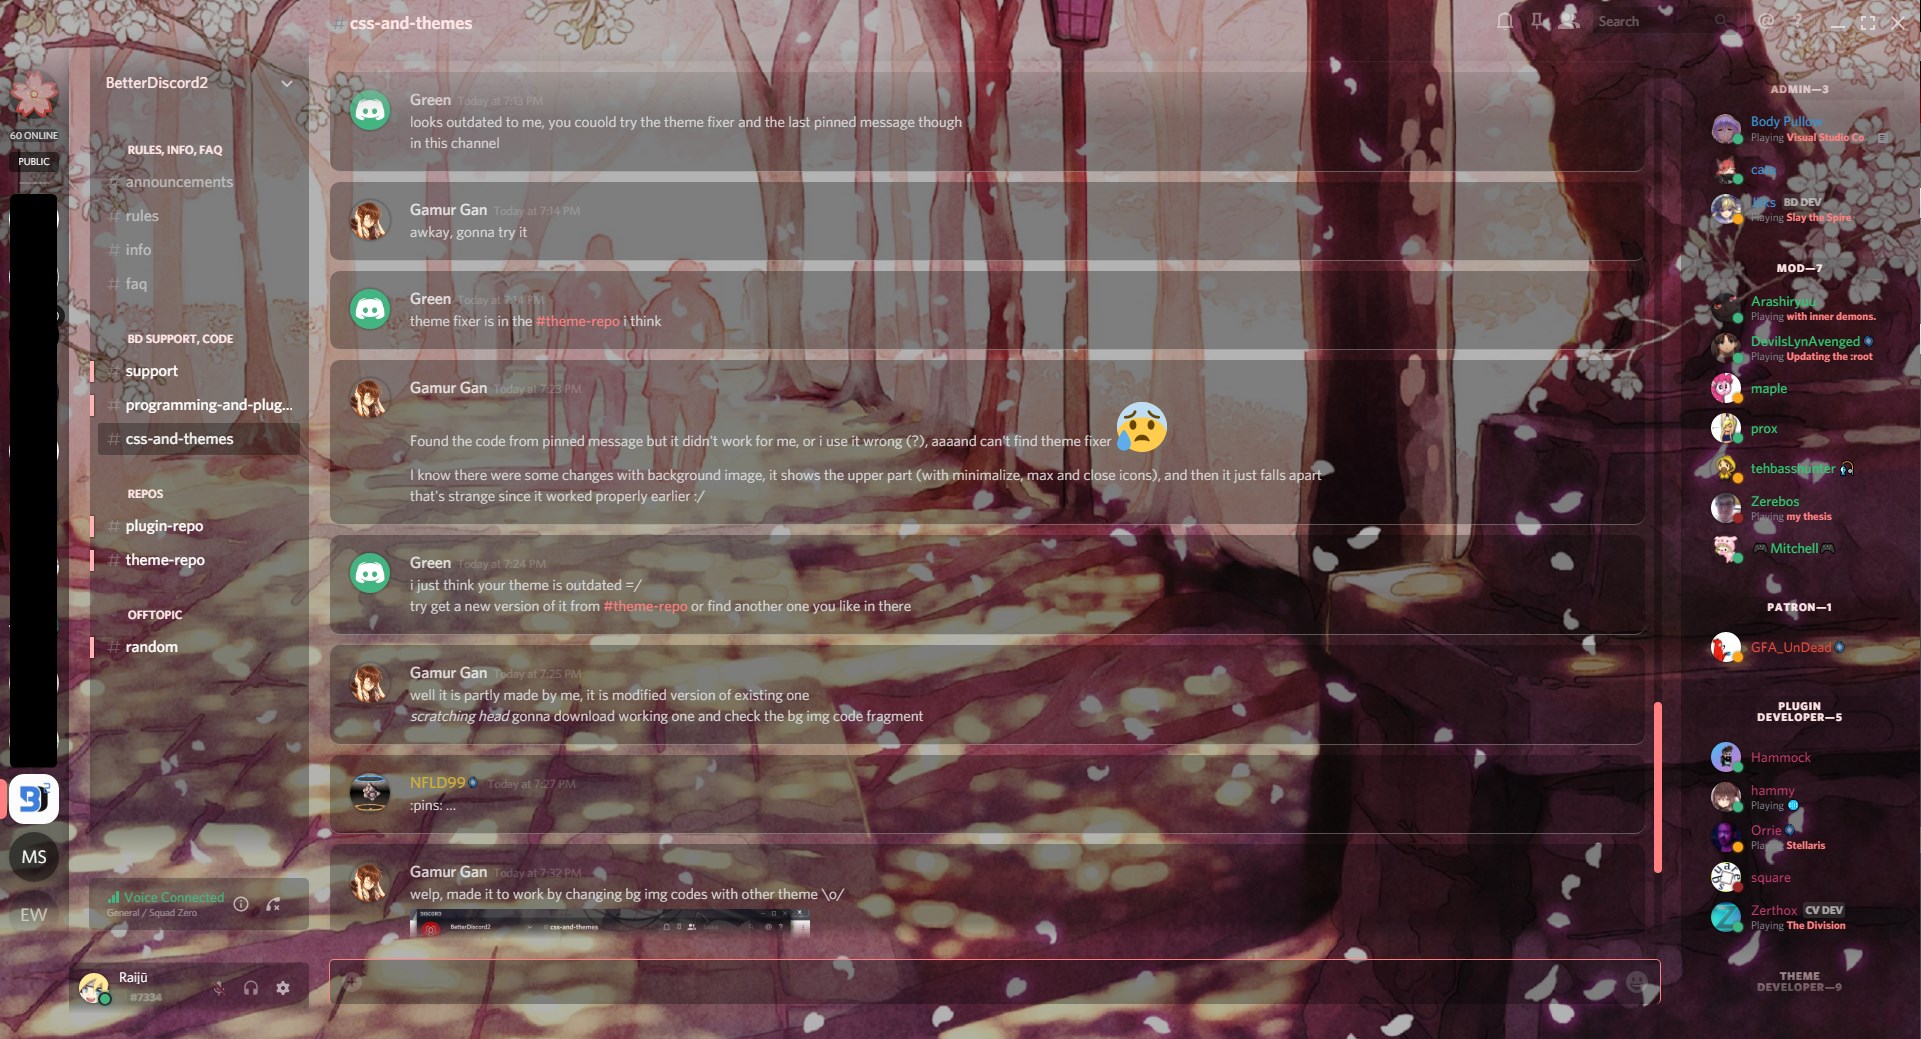 # css-and-themes
Search
BetterDiscord2
60 ONLINE
PUBLIC
MS
EW
RULES, INFO, FAQ
# announcements
# rules
# info
# faq
BD SUPPORT, CODE
# support
# programming-and-plug...
# css-and-themes
REPOS
# plugin-repo
# theme-repo
OFFTOPIC
# random
Voice Connected
General / Squad Zero
Raijū
#7334
Green Today at 7:13 PM
looks outdated to me, you couold try the theme fixer and the last pinned message though
in this channel
Gamur Gan Today at 7:14 PM
awkay, gonna try it
Green Today at 7:14 PM
theme fixer is in the #theme-repo i think
Gamur Gan Today at 7:23 PM
Found the code from pinned message but it didn't work for me, or i use it wrong (?), aaaand can't find theme fixer 😰
I know there were some changes with background image, it shows the upper part (with minimalize, max and close icons), and then it just falls apart
that's strange since it worked properly earlier :/
Green Today at 7:24 PM
i just think your theme is outdated =/
try get a new version of it from #theme-repo or find another one you like in there
Gamur Gan Today at 7:25 PM
well it is partly made by me, it is modified version of existing one
scratching head gonna download working one and check the bg img code fragment
NFLD99 Today at 7:27 PM
:pins: ...
Gamur Gan Today at 7:32 PM
welp, made it to work by changing bg img codes with other theme \o/
DISCORD
BetterDiscord2
# css-and-themes
ADMIN—3
Body Pullow
Playing Visual Studio Co
BD DEV
Playing Slay the Spire
MOD—7
Arashiryuu
Playing with inner demons.
DevilsLynAvenged
Playing Updating the :root
maple
prox
tehbasshunter
Zerebos
Playing my thesis
Mitchell
PATRON—1
GFA_UnDead
PLUGIN
DEVELOPER—5
Hammock
hammy
Playing
Orrie
Playing Stellaris
square
Zerthox CV DEV
Playing The Division
THEME
DEVELOPER—9